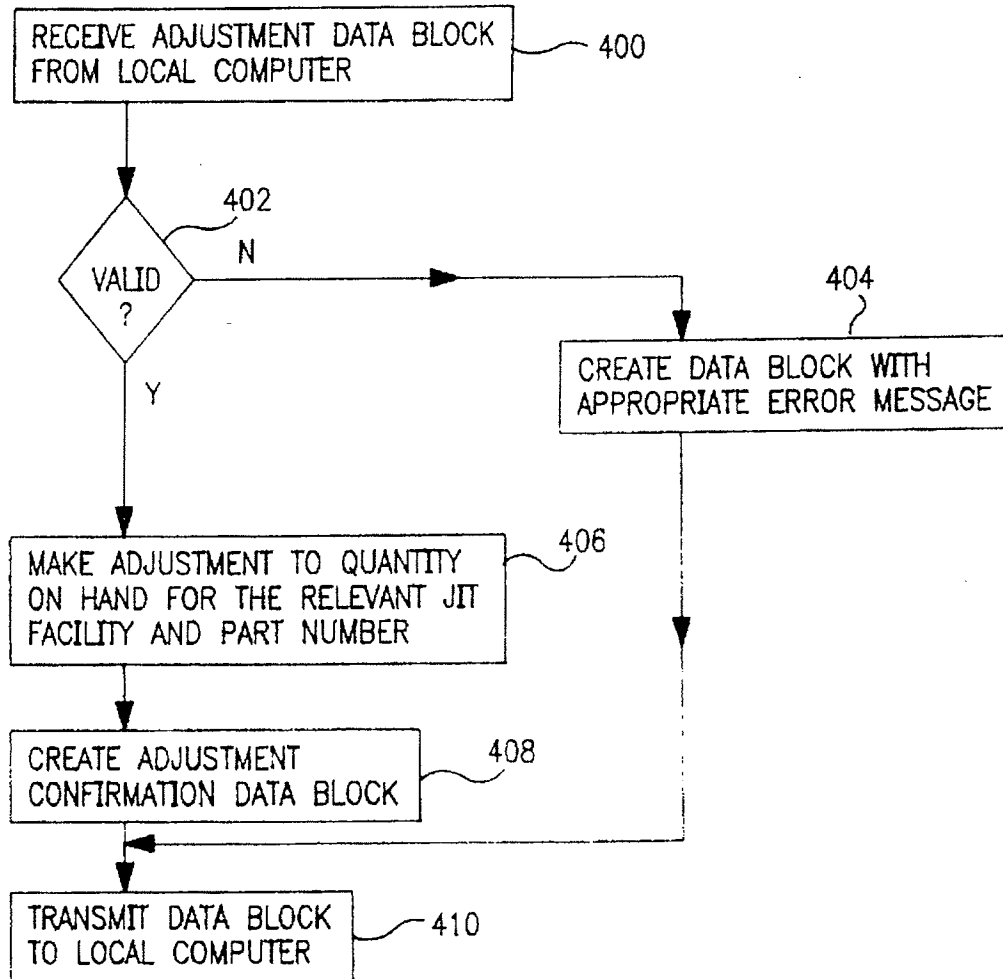 RECEIVE ADJUSTMENT DATA BLOCK
FROM LOCAL COMPUTER
400
402
VALID
?
N
Y
404
CREATE DATA BLOCK WITH
APPROPRIATE ERROR MESSAGE
MAKE ADJUSTMENT TO QUANTITY
ON HAND FOR THE RELEVANT JIT
FACILITY AND PART NUMBER
406
CREATE ADJUSTMENT
CONFIRMATION DATA BLOCK
408
TRANSMIT DATA BLOCK
TO LOCAL COMPUTER
410